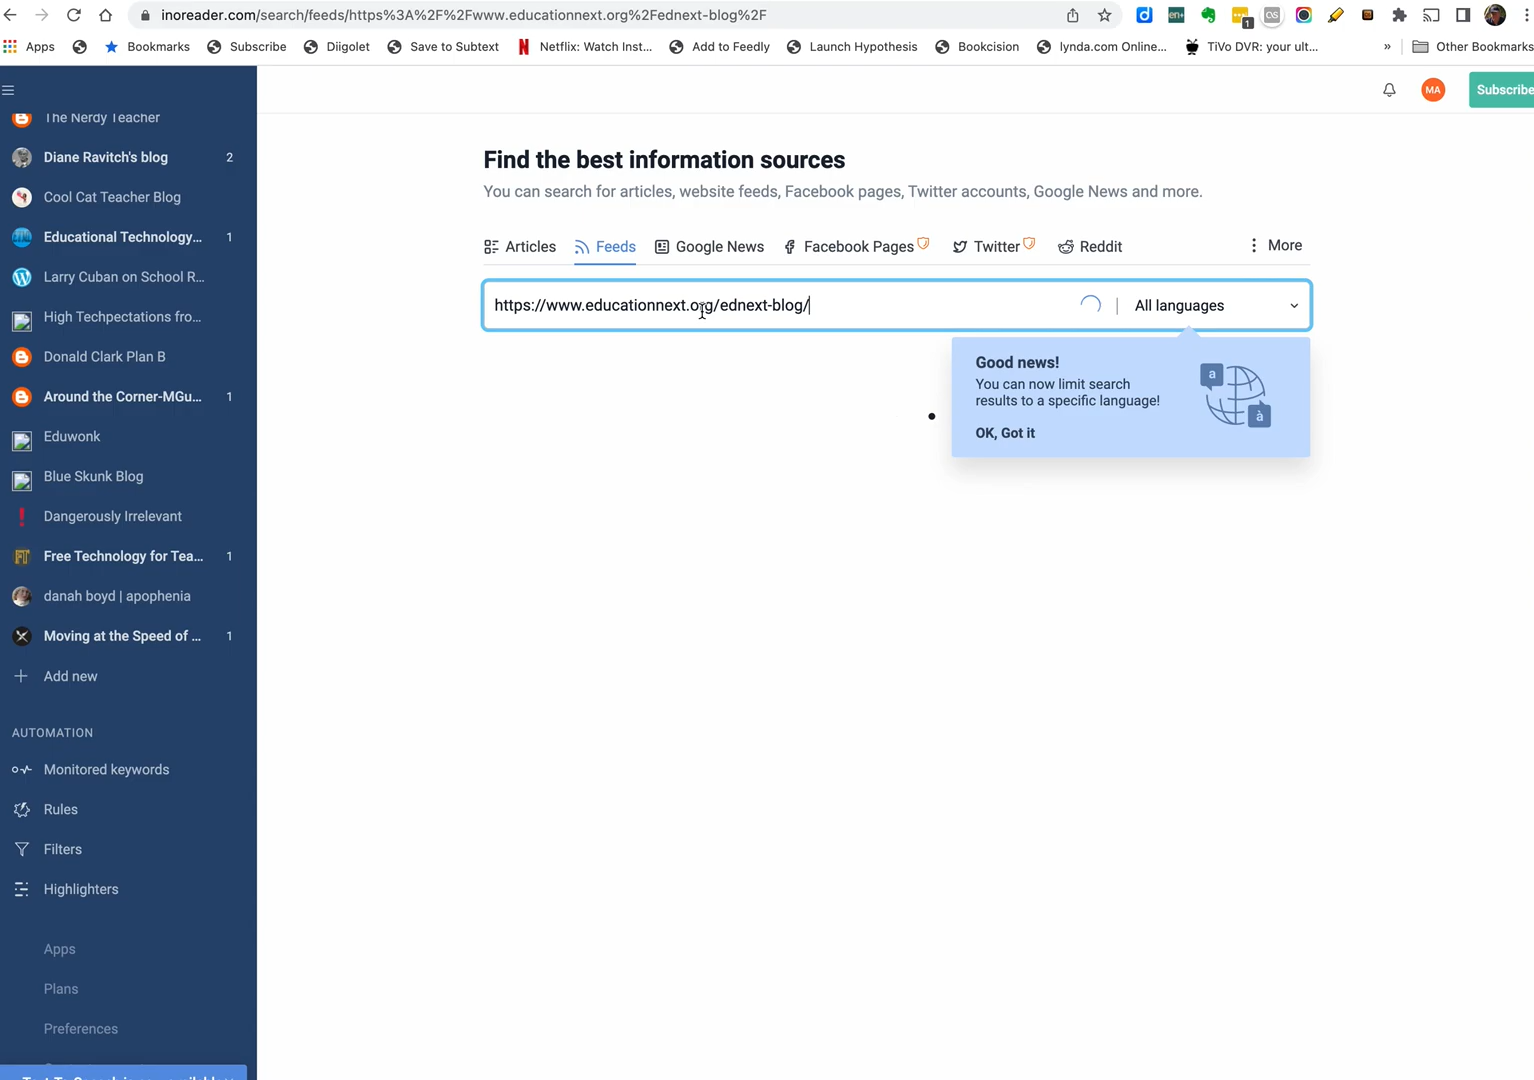 inoreader.com/search/feeds/https%3A%2F%2Fwww.educationnext.org%2Fednext-blog%2F
Apps
Bookmarks
Subscribe
Diigolet
Save to Subtext
Netflix: Watch Inst...
Add to Feedly
Launch Hypothesis
Bookcision
lynda.com Online...
TiVo DVR: your ult...
»
Other Bookmarks
MA
Subscribe
The Nerdy Teacher
Diane Ravitch's blog 2
Cool Cat Teacher Blog
Educational Technology... 1
Larry Cuban on School R...
High Techpectations fro...
Donald Clark Plan B
Around the Corner-MGu... 1
Eduwonk
Blue Skunk Blog
Dangerously Irrelevant
Free Technology for Tea... 1
danah boyd | apophenia
Moving at the Speed of ... 1
Add new
AUTOMATION
Monitored keywords
Rules
Filters
Highlighters
Apps
Plans
Preferences
Find the best information sources
You can search for articles, website feeds, Facebook pages, Twitter accounts, Google News and more.
Articles
Feeds
Google News
Facebook Pages
Twitter
Reddit
More
https://www.educationnext.org/ednext-blog/
All languages
Good news!
You can now limit search
results to a specific language!
OK, Got it
a
à